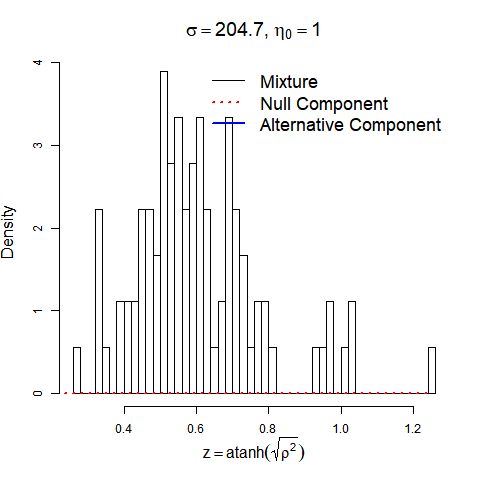 σ = 204.7, η₀ = 1
Mixture
Null Component
Alternative Component
Density
4
3
2
1
0
0.4 0.6 0.8 1.0 1.2
z = atanh(√ρ²)